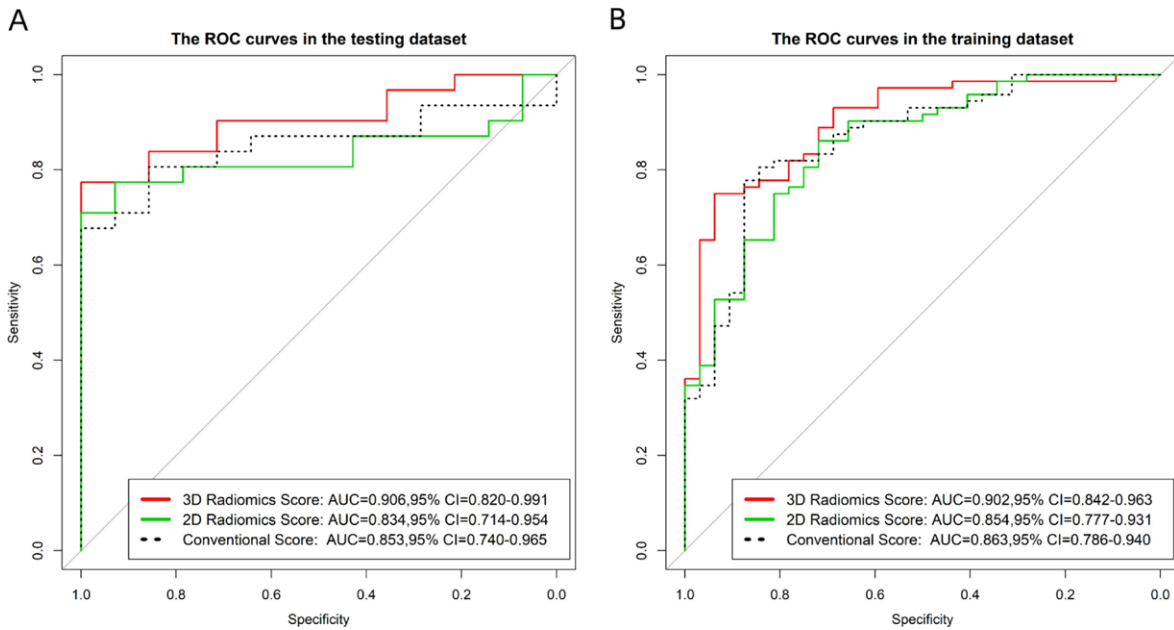 A
The ROC curves in the testing dataset
Sensitivity
1.0
0.8
0.6
0.4
0.2
0.0
3D Radiomics Score: AUC=0.906,95% CI=0.820-0.991
2D Radiomics Score: AUC=0.834,95% CI=0.714-0.954
Conventional Score: AUC=0.853,95% CI=0.740-0.965
1.0 0.8 0.6 0.4 0.2 0.0
Specificity
B
The ROC curves in the training dataset
Sensitivity
1.0
0.8
0.6
0.4
0.2
0.0
3D Radiomics Score: AUC=0.902,95% CI=0.842-0.963
2D Radiomics Score: AUC=0.854,95% CI=0.777-0.931
Conventional Score: AUC=0.863,95% CI=0.786-0.940
1.0 0.8 0.6 0.4 0.2 0.0
Specificity